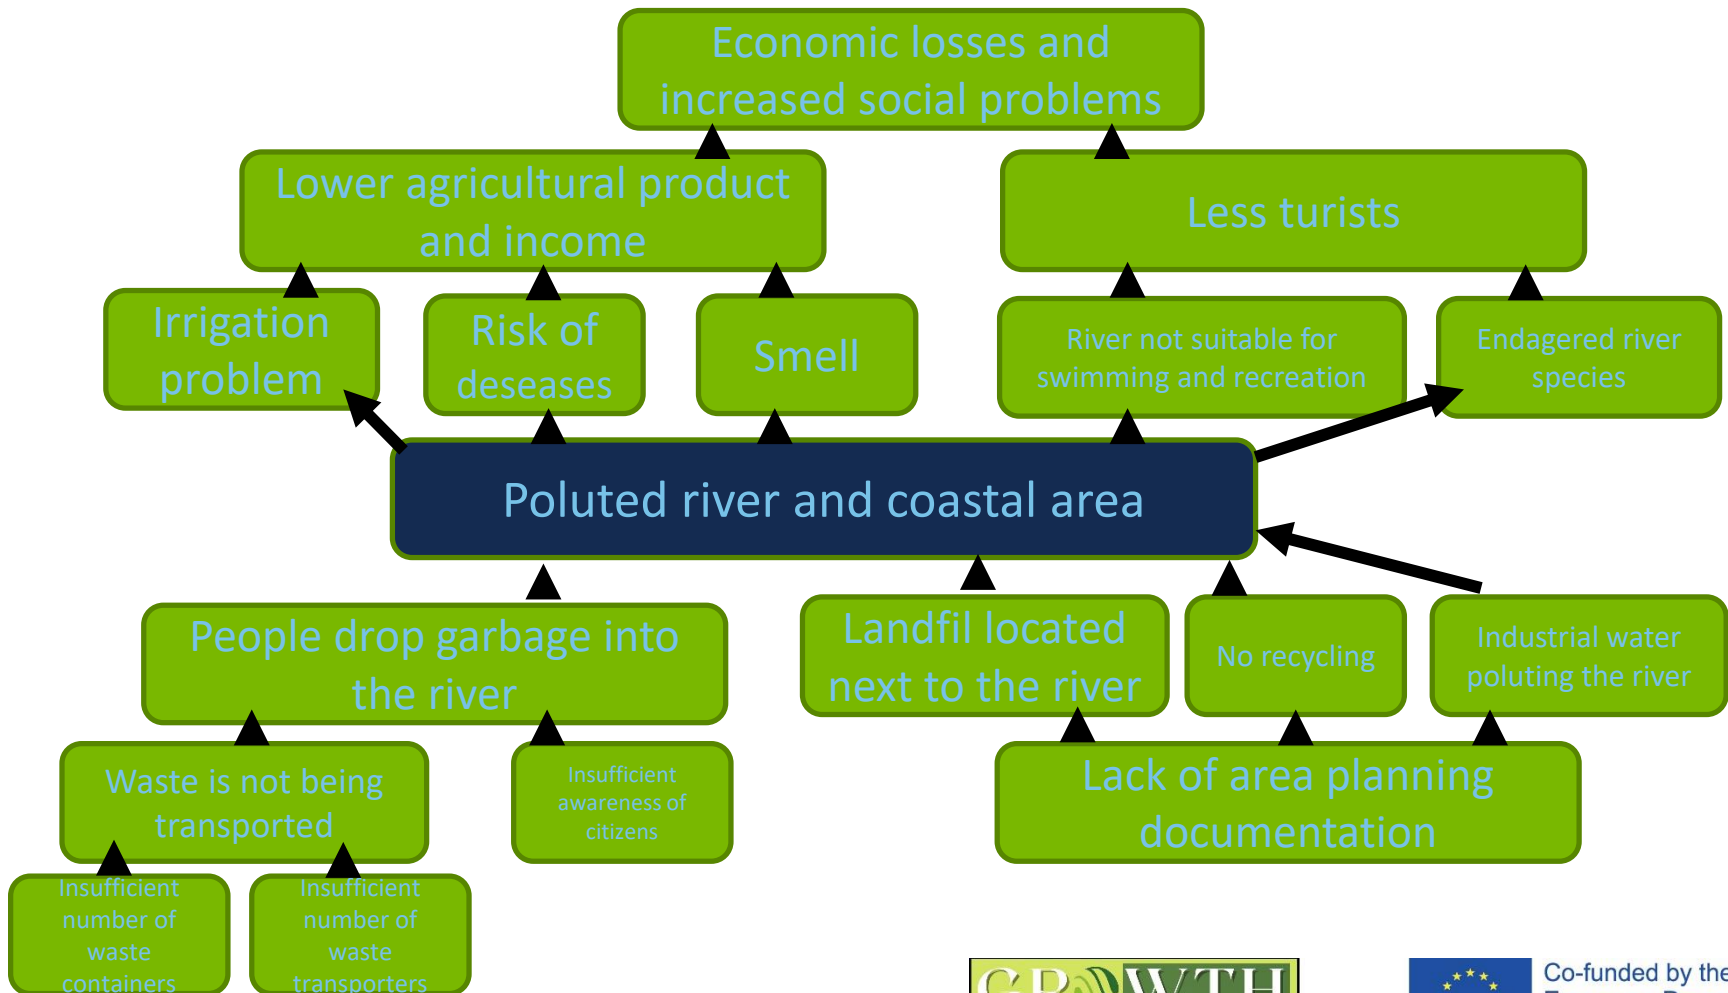 Economic losses and
increased social problems
Lower agricultural product
and income
Less turists
Irrigation
problem
Risk of
deseases
Smell
River not suitable for
swimming and recreation
Endagered river
species
Poluted river and coastal area
People drop garbage into
the river
Landfil located
next to the river
No recycling
Industrial water
poluting the river
Waste is not being
transported
Insufficient
awareness of
citizens
Lack of area planning
documentation
Insufficient
number of
waste
containers
Insufficient
number of
waste
transporters
GROWTH
Co-funded by the